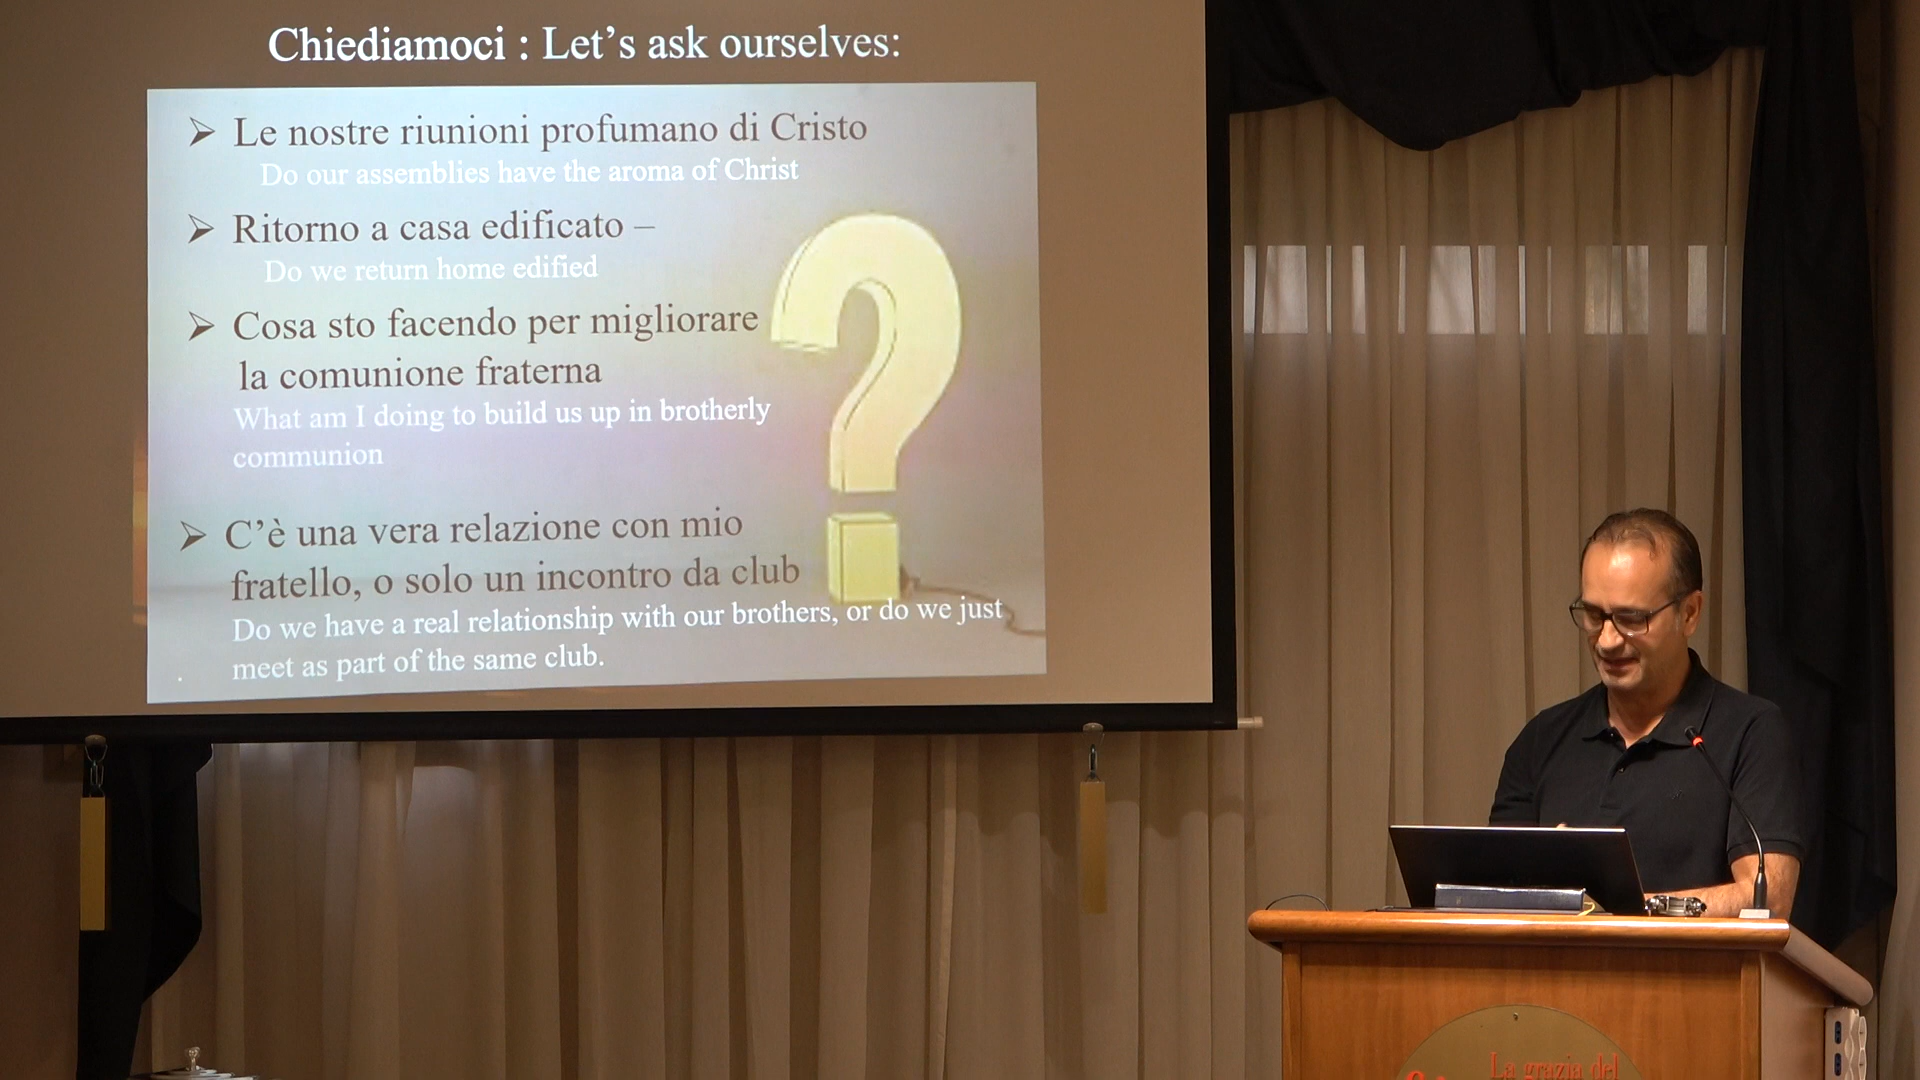 Chiediamoci : Let's ask ourselves:
➢ Le nostre riunioni profumano di Cristo
Do our assemblies have the aroma of Christ
➢ Ritorno a casa edificato –
Do we return home edified
➢ Cosa sto facendo per migliorare
la comunione fraterna
What am I doing to build us up in brotherly
communion
➢ C'è una vera relazione con mio
fratello, o solo un incontro da club
Do we have a real relationship with our brothers, or do we just
. meet as part of the same club.
La grazia del